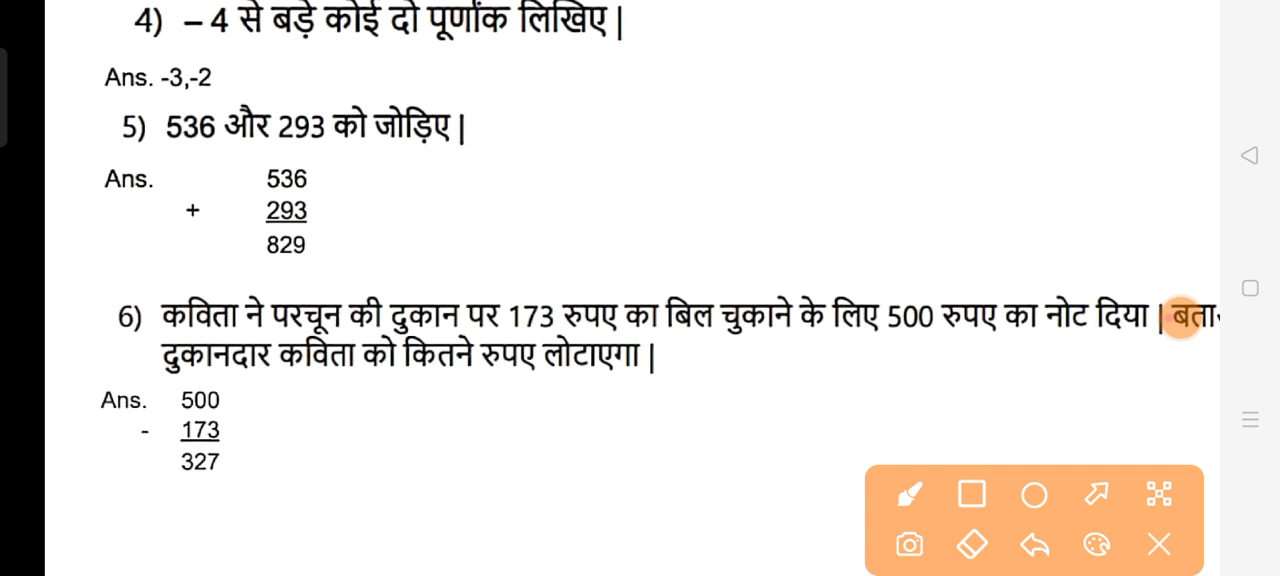 4) – 4 से बड़े कोई दो पूर्णांक लिखिए |
Ans. -3,-2
5) 536 और 293 को जोड़िए |
Ans. 536
+ 293
829
6) कविता ने परचून की दुकान पर 173 रुपए का बिल चुकाने के लिए 500 रुपए का नोट दिया |
दुकानदार कविता को कितने रुपए लोटाएगा |
Ans. 500
- 173
327